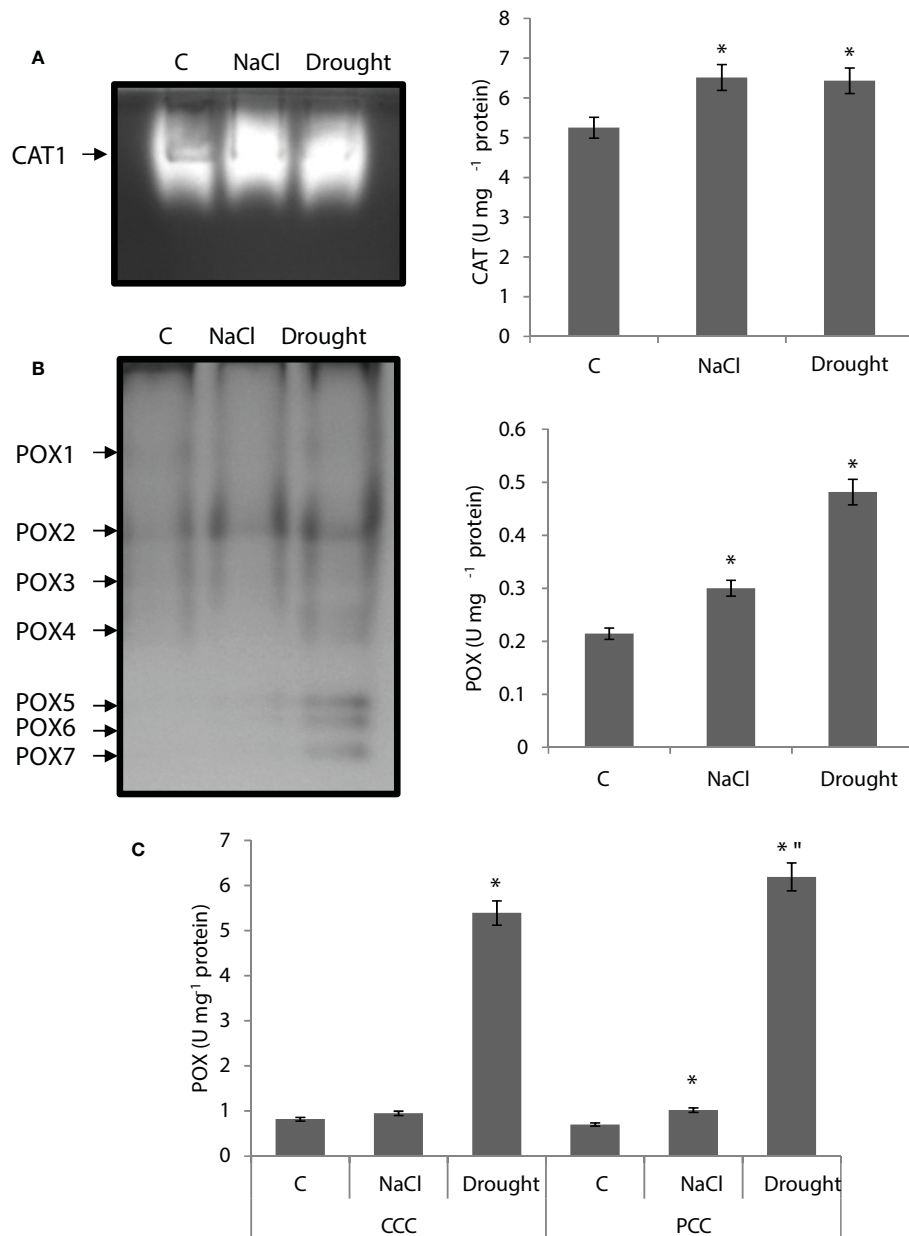 A
C NaCl Drought
CAT1
CAT (U mg -1 protein)
8
7
6
5
4
3
2
1
0
* *
C NaCl Drought
B
C NaCl Drought
POX1
POX2
POX3
POX4
POX5
POX6
POX7
POX (U mg -1 protein)
0.6
0.5
0.4
0.3
0.2
0.1
0
* *
C NaCl Drought
C
POX (U mg-1 protein)
7
6
5
4
3
2
1
0
* * * "
C NaCl Drought C NaCl Drought
CCC PCC